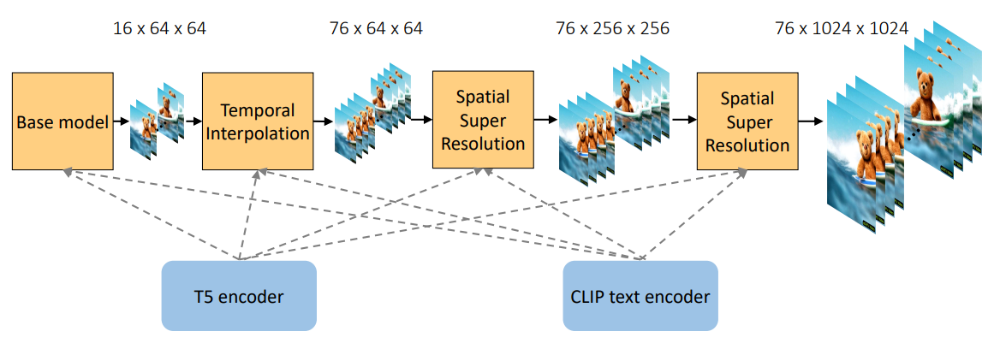 16 x 64 x 64
76 x 64 x 64
76 x 256 x 256
76 x 1024 x 1024
Base model
Temporal
Interpolation
Spatial
Super
Resolution
Spatial
Super
Resolution
T5 encoder
CLIP text encoder